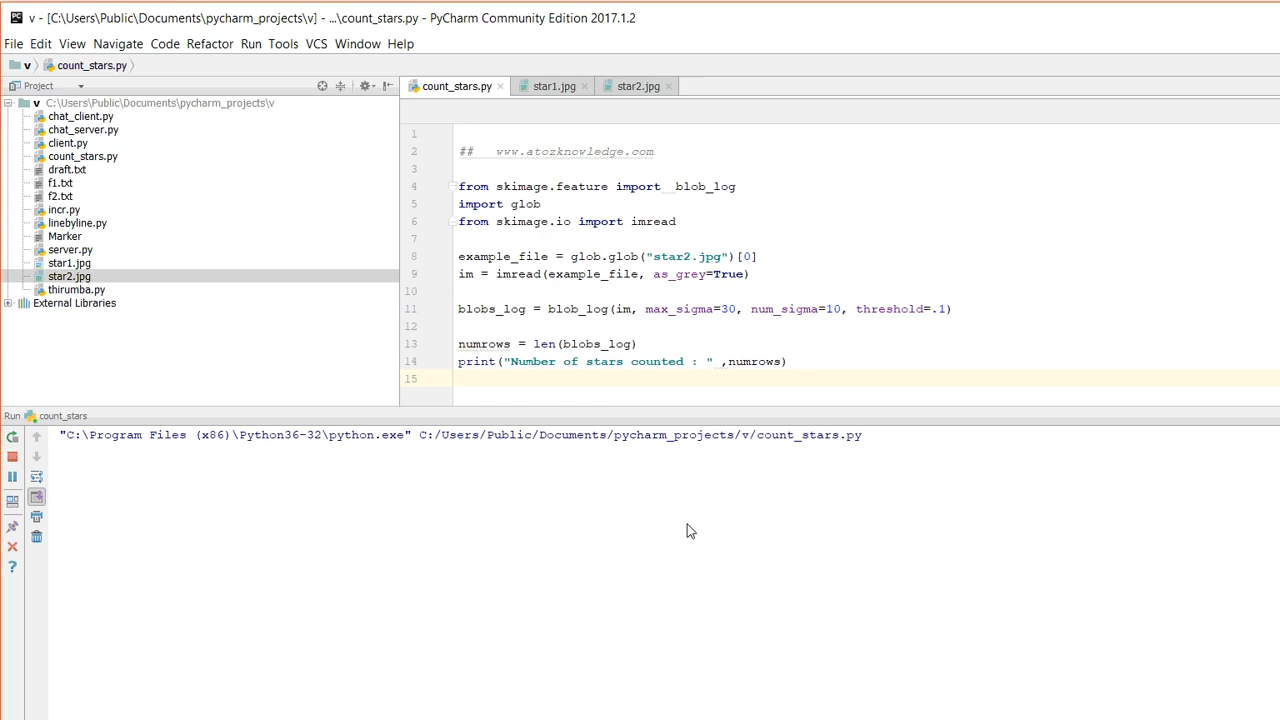 PC v - [C:\Users\Public\Documents\pycharm_projects\v] - ...\count_stars.py - PyCharm Community Edition 2017.1.2
File Edit View Navigate Code Refactor Run Tools VCS Window Help
v count_stars.py
Project
count_stars.py star1.jpg star2.jpg
v C:\Users\Public\Documents\pycharm_projects\v
chat_client.py
chat_server.py
client.py
count_stars.py
draft.txt
f1.txt
f2.txt
incr.py
linebyline.py
Marker
server.py
star1.jpg
star2.jpg
thirumba.py
External Libraries
1
2 ## www.atozknowledge.com
3
4 from skimage.feature import blob_log
5 import glob
6 from skimage.io import imread
7
8 example_file = glob.glob("star2.jpg")[0]
9 im = imread(example_file, as_grey=True)
10
11 blobs_log = blob_log(im, max_sigma=30, num_sigma=10, threshold=.1)
12
13 numrows = len(blobs_log)
14 print("Number of stars counted : " ,numrows)
15
Run count_stars
"C:\Program Files (x86)\Python36-32\python.exe" C:/Users/Public/Documents/pycharm_projects/v/count_stars.py